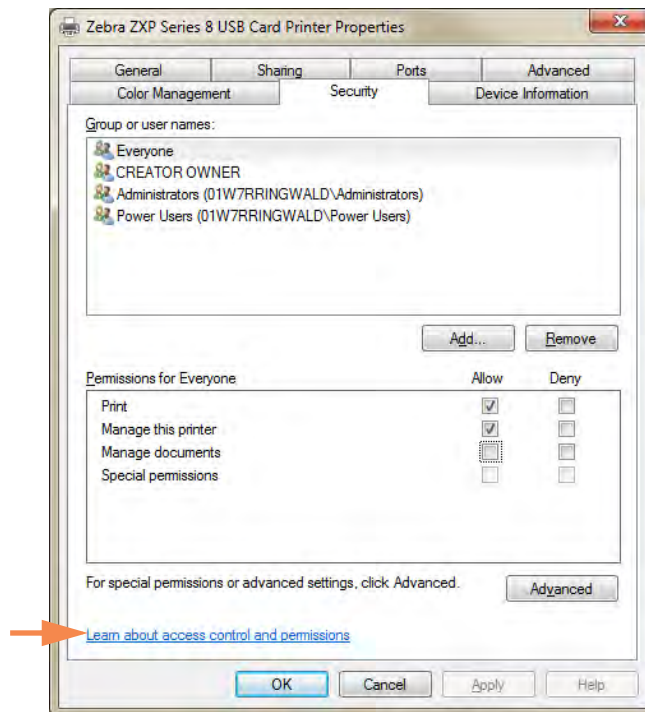 Zebra ZXP Series 8 USB Card Printer Properties
General Sharing Ports Advanced
Color Management Security Device Information
Group or user names:
Everyone
CREATOR OWNER
Administrators (01W7RRINGWALD\Administrators)
Power Users (01W7RRINGWALD\Power Users)
Add... Remove
Permissions for Everyone Allow Deny
Print
Manage this printer
Manage documents
Special permissions
For special permissions or advanced settings, click Advanced.
Advanced
Learn about access control and permissions
OK Cancel Apply Help